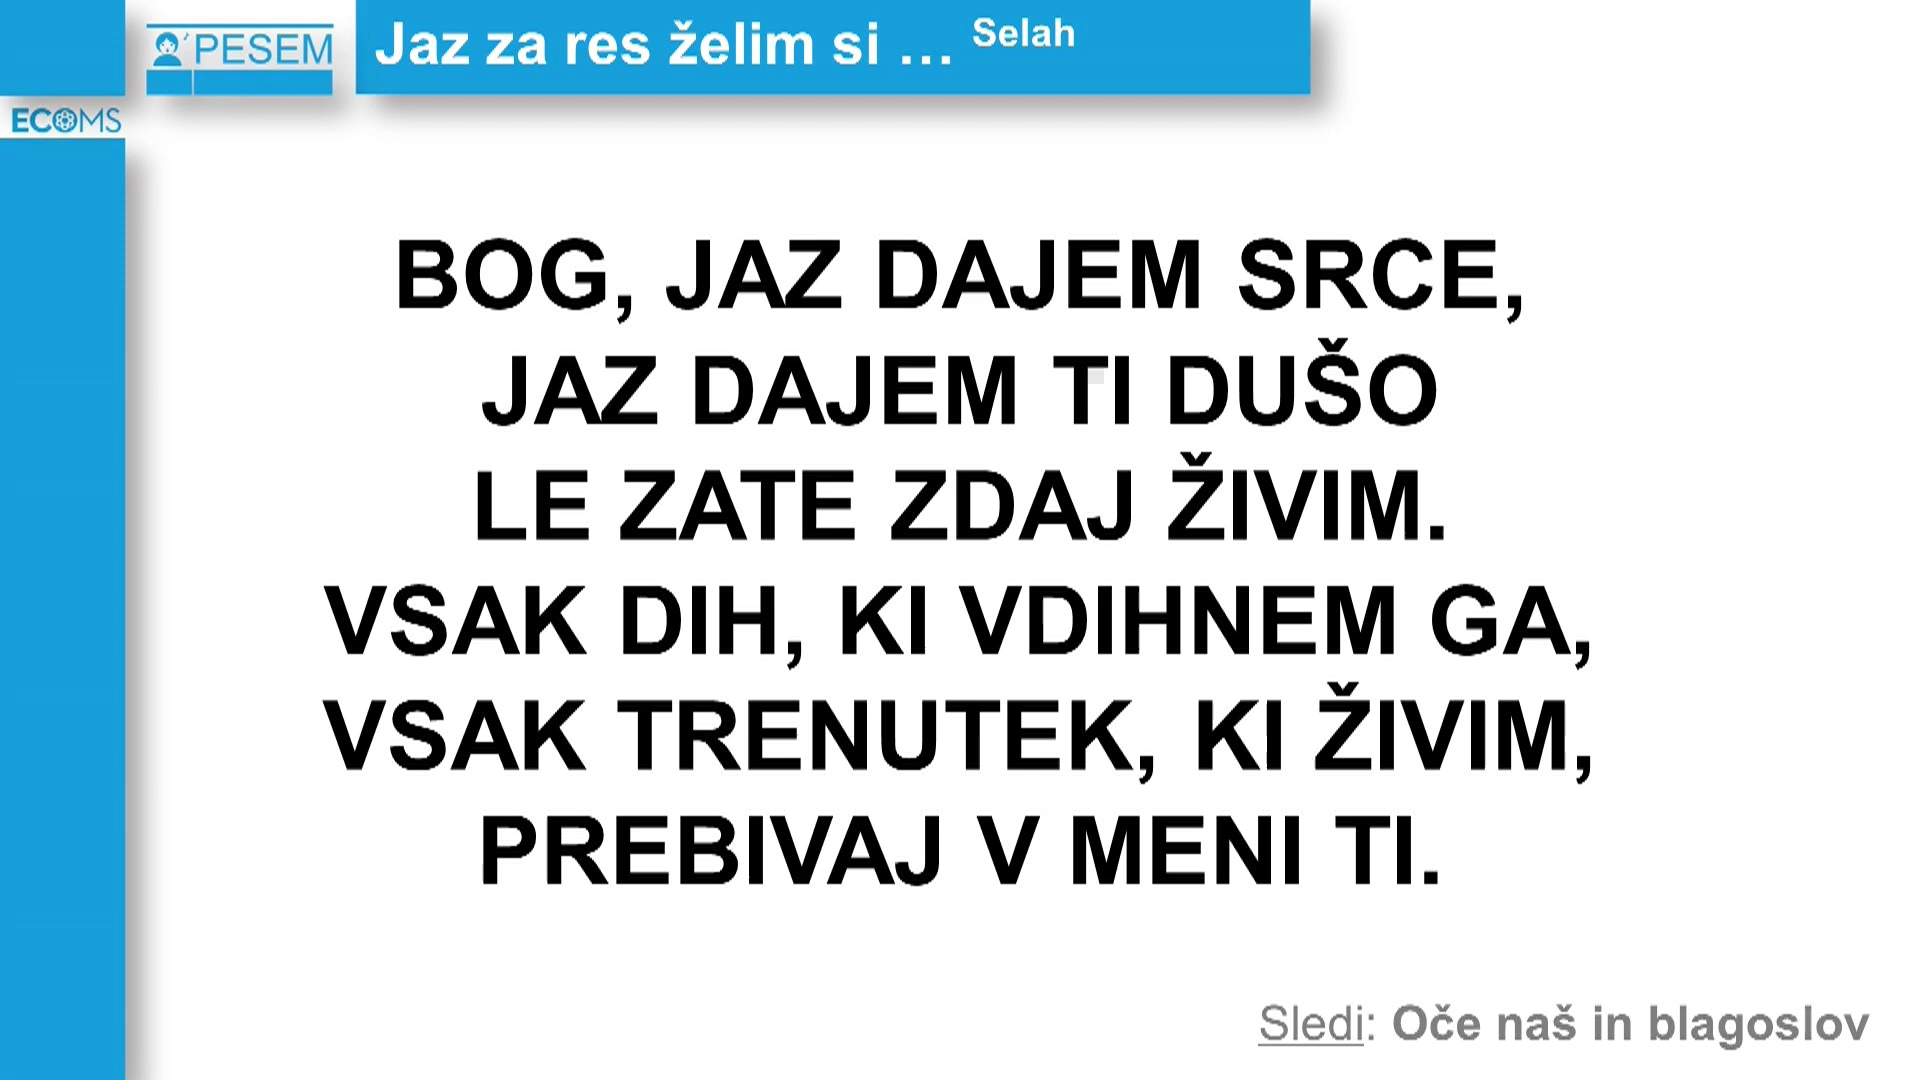 PESEM
Jaz za res želim si … Selah
ECOMS
BOG, JAZ DAJEM SRCE,
JAZ DAJEM TI DUŠO
LE ZATE ZDAJ ŽIVIM.
VSAK DIH, KI VDIHNEM GA,
VSAK TRENUTEK, KI ŽIVIM,
PREBIVAJ V MENI TI.
Sledi: Oče naš in blagoslov